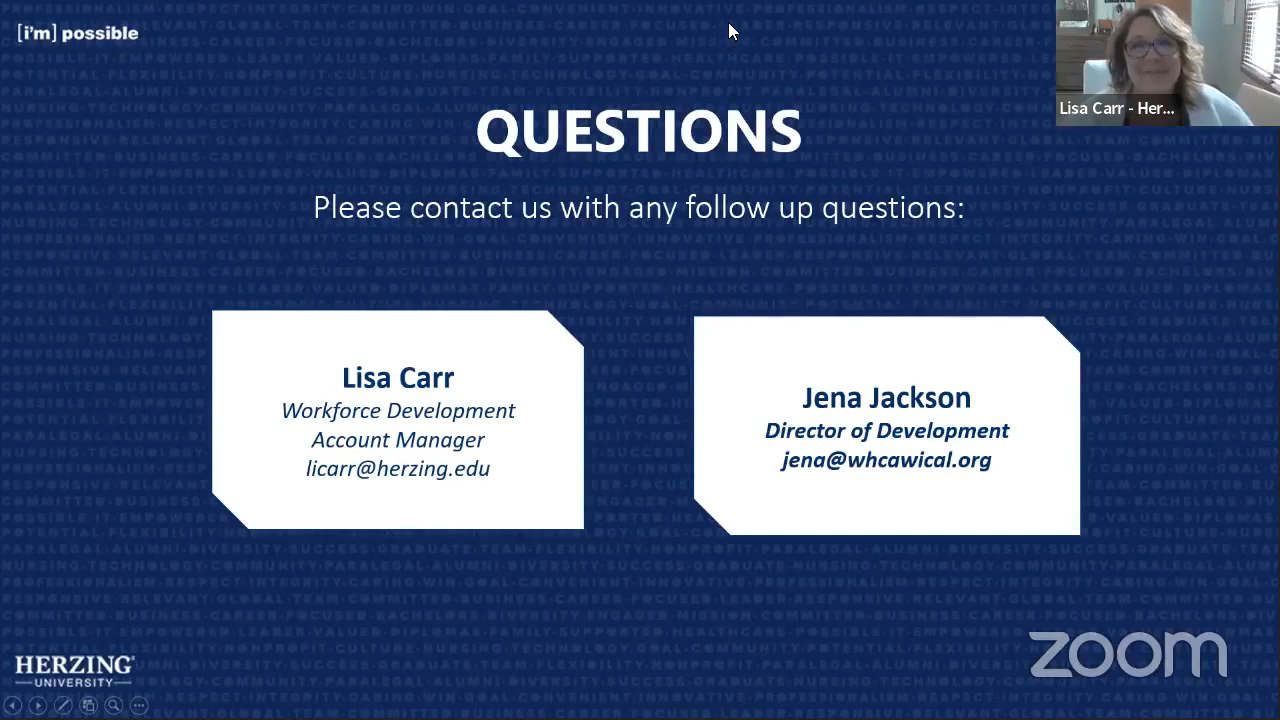 [i'm] possible
Lisa Carr - Her...
QUESTIONS
Please contact us with any follow up questions:
Lisa Carr
Workforce Development
Account Manager
licarr@herzing.edu
Jena Jackson
Director of Development
jena@whcawical.org
HERZING
UNIVERSITY
zoom